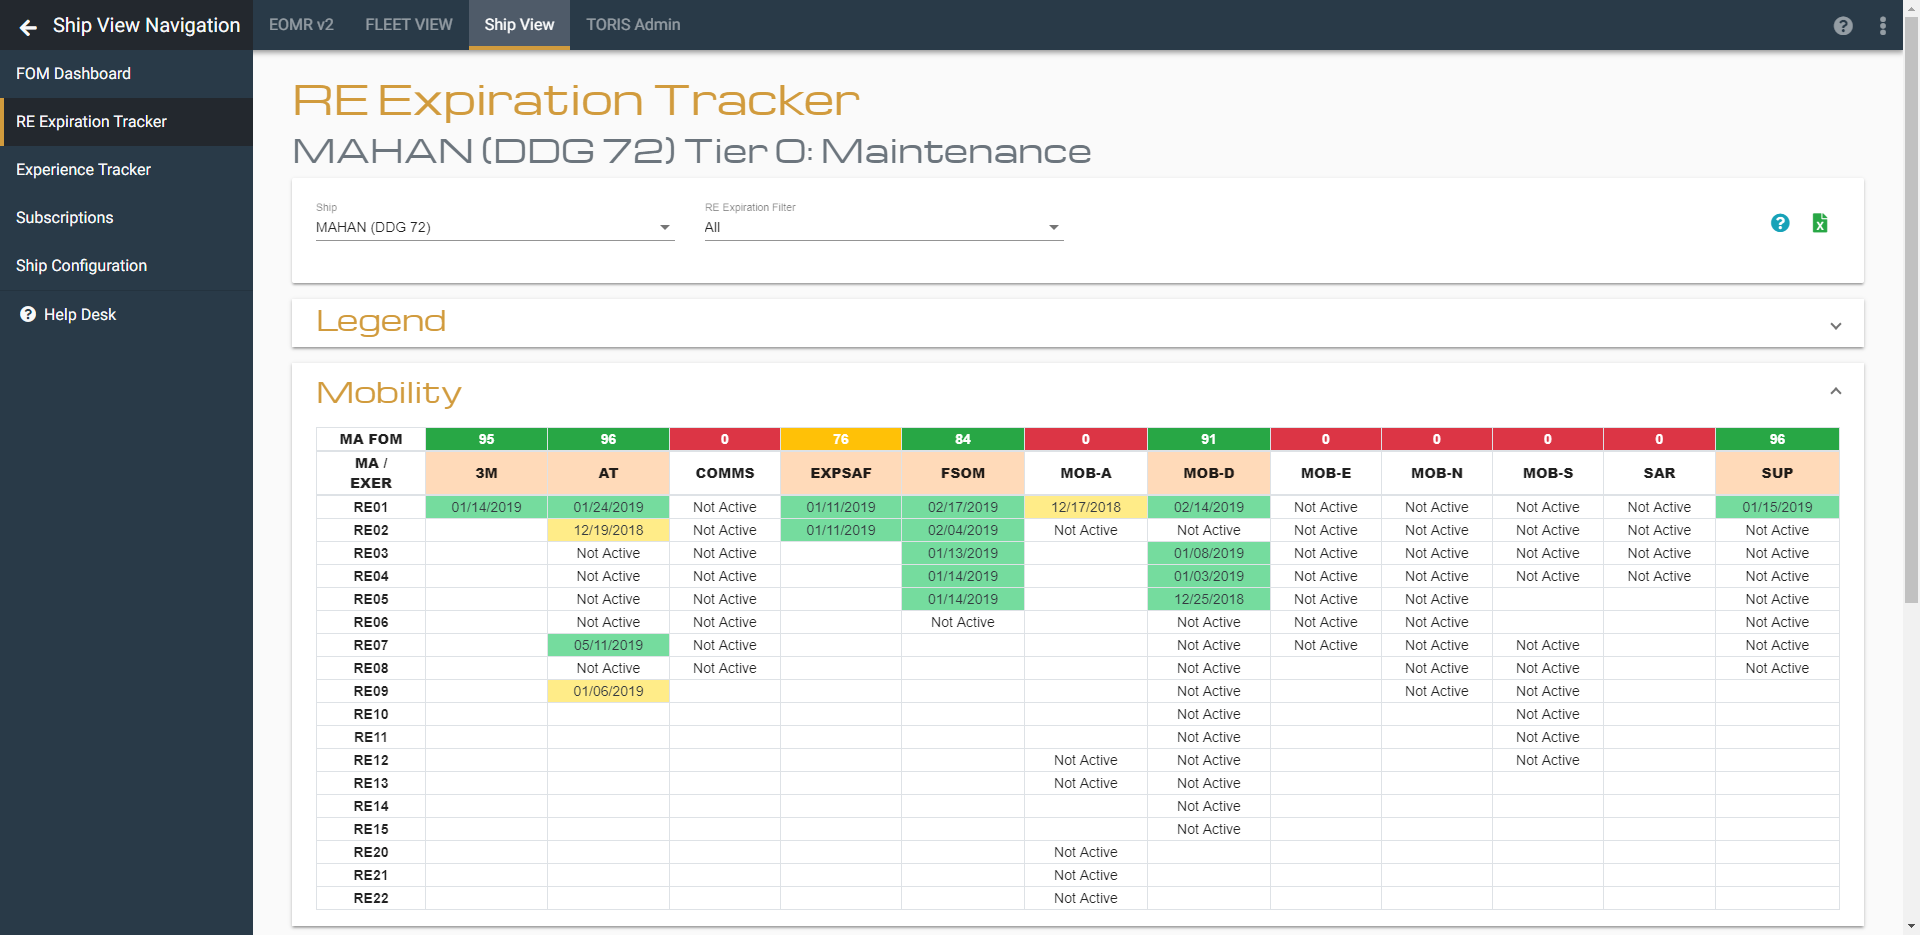 Ship View Navigation
EOMR v2 FLEET VIEW Ship View TORIS Admin
FOM Dashboard
RE Expiration Tracker
Experience Tracker
Subscriptions
Ship Configuration
Help Desk
RE Expiration Tracker
MAHAN (DDG 72) Tier 0: Maintenance
Ship RE Expiration Filter
MAHAN (DDG 72) All
Legend
Mobility
MA FOM 95 96 0 76 84 0 91 0 0 0 0 96
MA /
EXER 3M AT COMMS EXPSAF FSOM MOB-A MOB-D MOB-E MOB-N MOB-S SAR SUP
RE01 01/14/2019 01/24/2019 Not Active 01/11/2019 02/17/2019 12/17/2018 02/14/2019 Not Active Not Active Not Active Not Active 01/15/2019
RE02 12/19/2018 Not Active 01/11/2019 02/04/2019 Not Active Not Active Not Active Not Active Not Active Not Active Not Active
RE03 Not Active Not Active 01/13/2019 01/08/2019 Not Active Not Active Not Active Not Active Not Active
RE04 Not Active Not Active 01/14/2019 01/03/2019 Not Active Not Active Not Active Not Active Not Active
RE05 Not Active Not Active 01/14/2019 12/25/2018 Not Active Not Active Not Active
RE06 Not Active Not Active Not Active Not Active Not Active Not Active Not Active
RE07 05/11/2019 Not Active Not Active Not Active Not Active Not Active Not Active
RE08 Not Active Not Active Not Active Not Active Not Active Not Active
RE09 01/06/2019 Not Active Not Active Not Active
RE10 Not Active Not Active
RE11 Not Active Not Active
RE12 Not Active Not Active Not Active
RE13 Not Active Not Active
RE14 Not Active
RE15 Not Active
RE20 Not Active
RE21 Not Active
RE22 Not Active